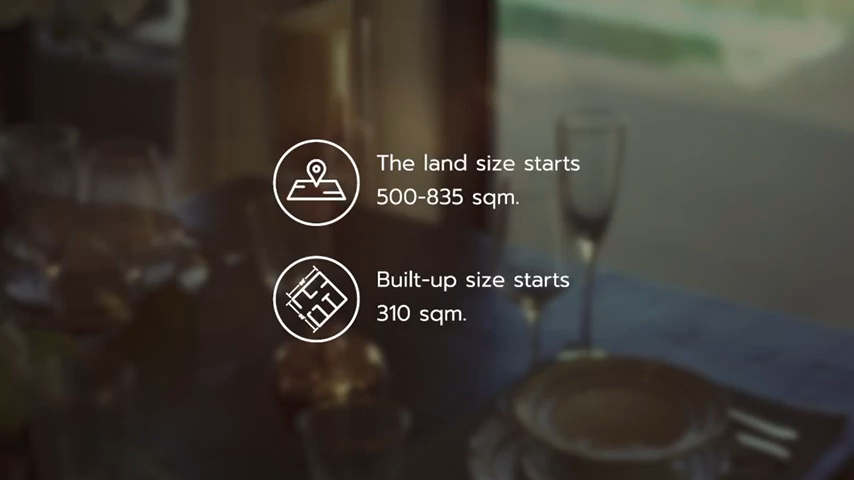 The land size starts
500-835 sqm.
Built-up size starts
310 sqm.